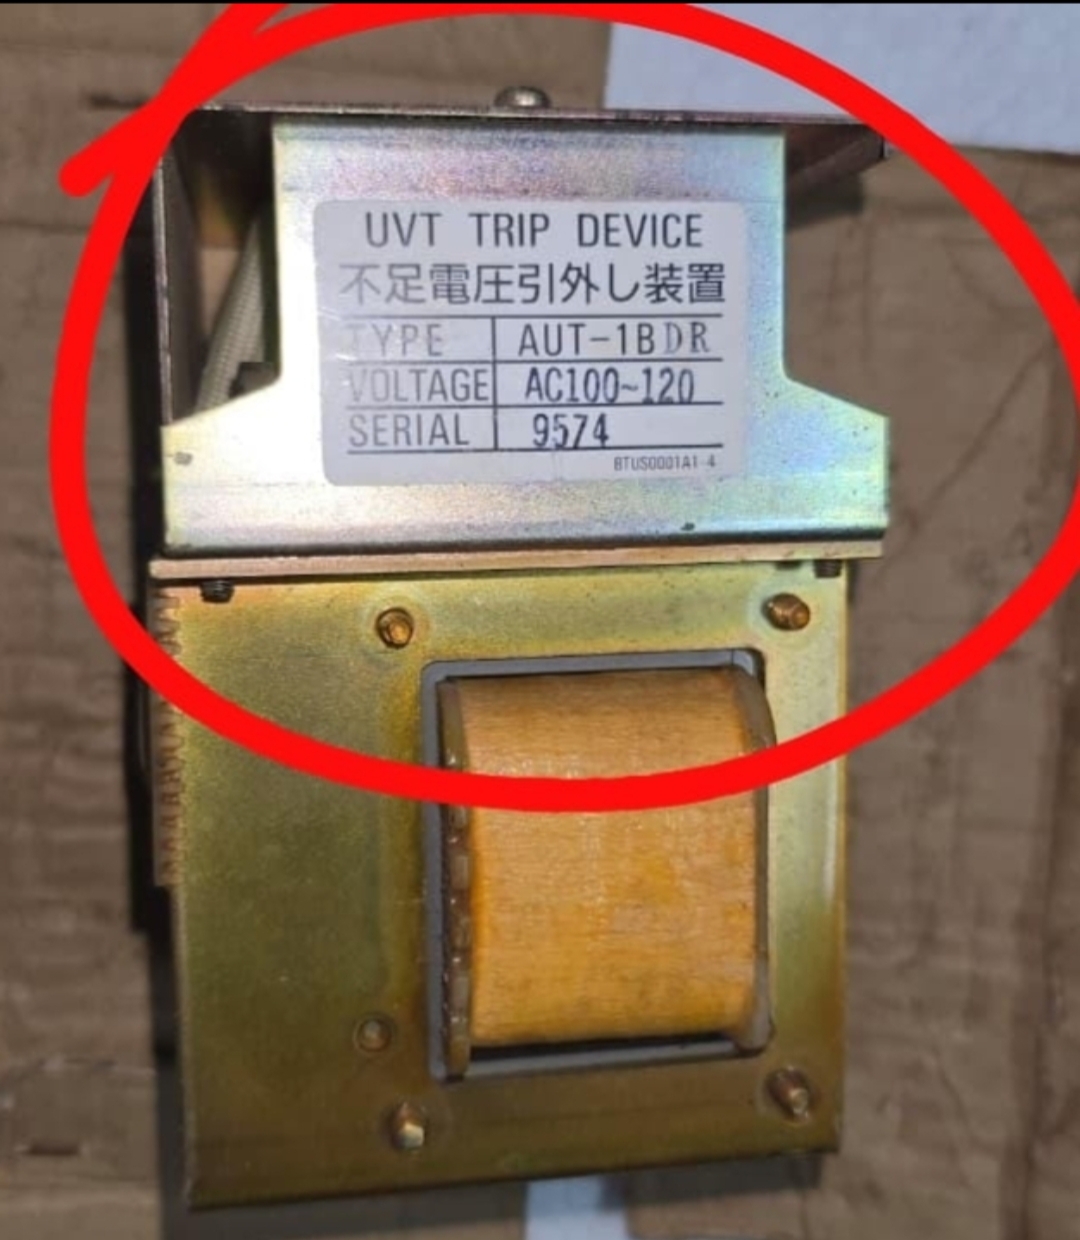 UVT TRIP DEVICE
不足電圧引外し装置
TYPE AUT-1BDR
VOLTAGE AC100~120
SERIAL 9574
BTUS0001A1-4